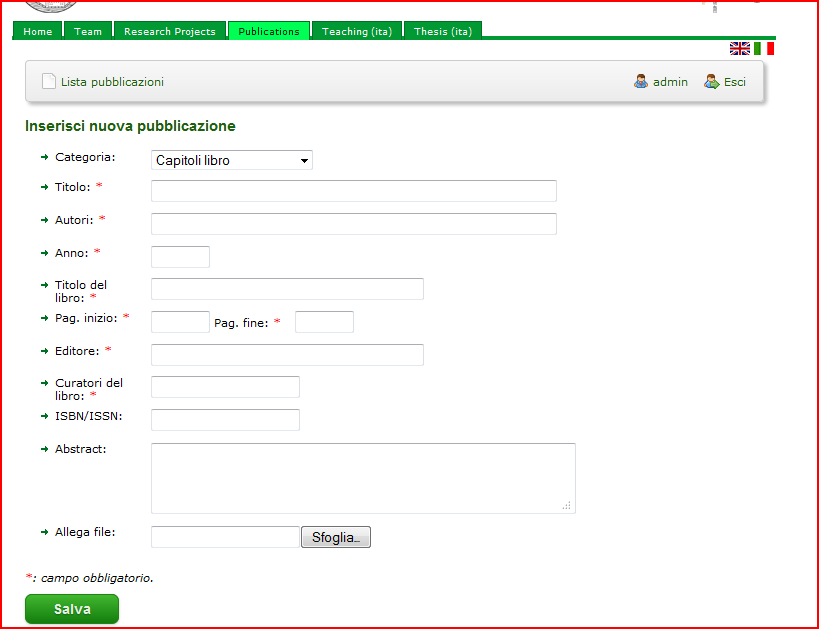 Home Team Research Projects Publications Teaching (ita) Thesis (ita)
Lista pubblicazioni admin Esci
Inserisci nuova pubblicazione
Categoria: Capitoli libro
Titolo: *
Autori: *
Anno: *
Titolo del
libro: *
Pag. inizio: * Pag. fine: *
Editore: *
Curatori del
libro: *
ISBN/ISSN:
Abstract:
Allega file: Sfoglia...
*: campo obbligatorio.
Salva